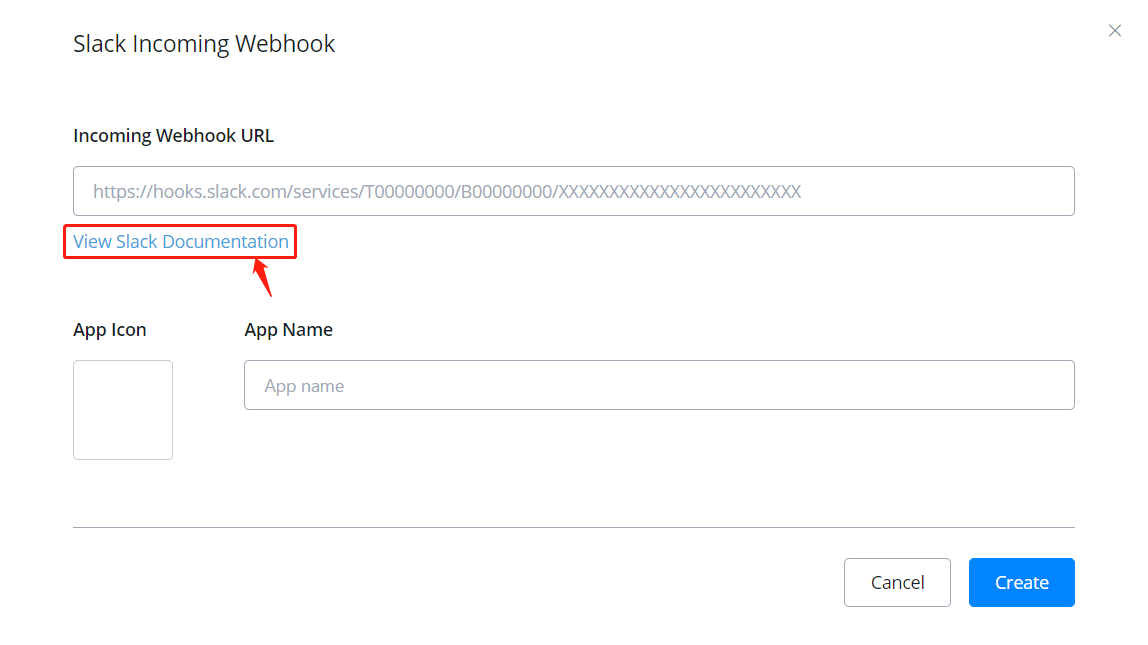 Slack Incoming Webhook
Incoming Webhook URL
https://hooks.slack.com/services/T00000000/B00000000/XXXXXXXXXXXXXXXXXXXXXXXX
View Slack Documentation
App Icon
App Name
App name
Cancel
Create